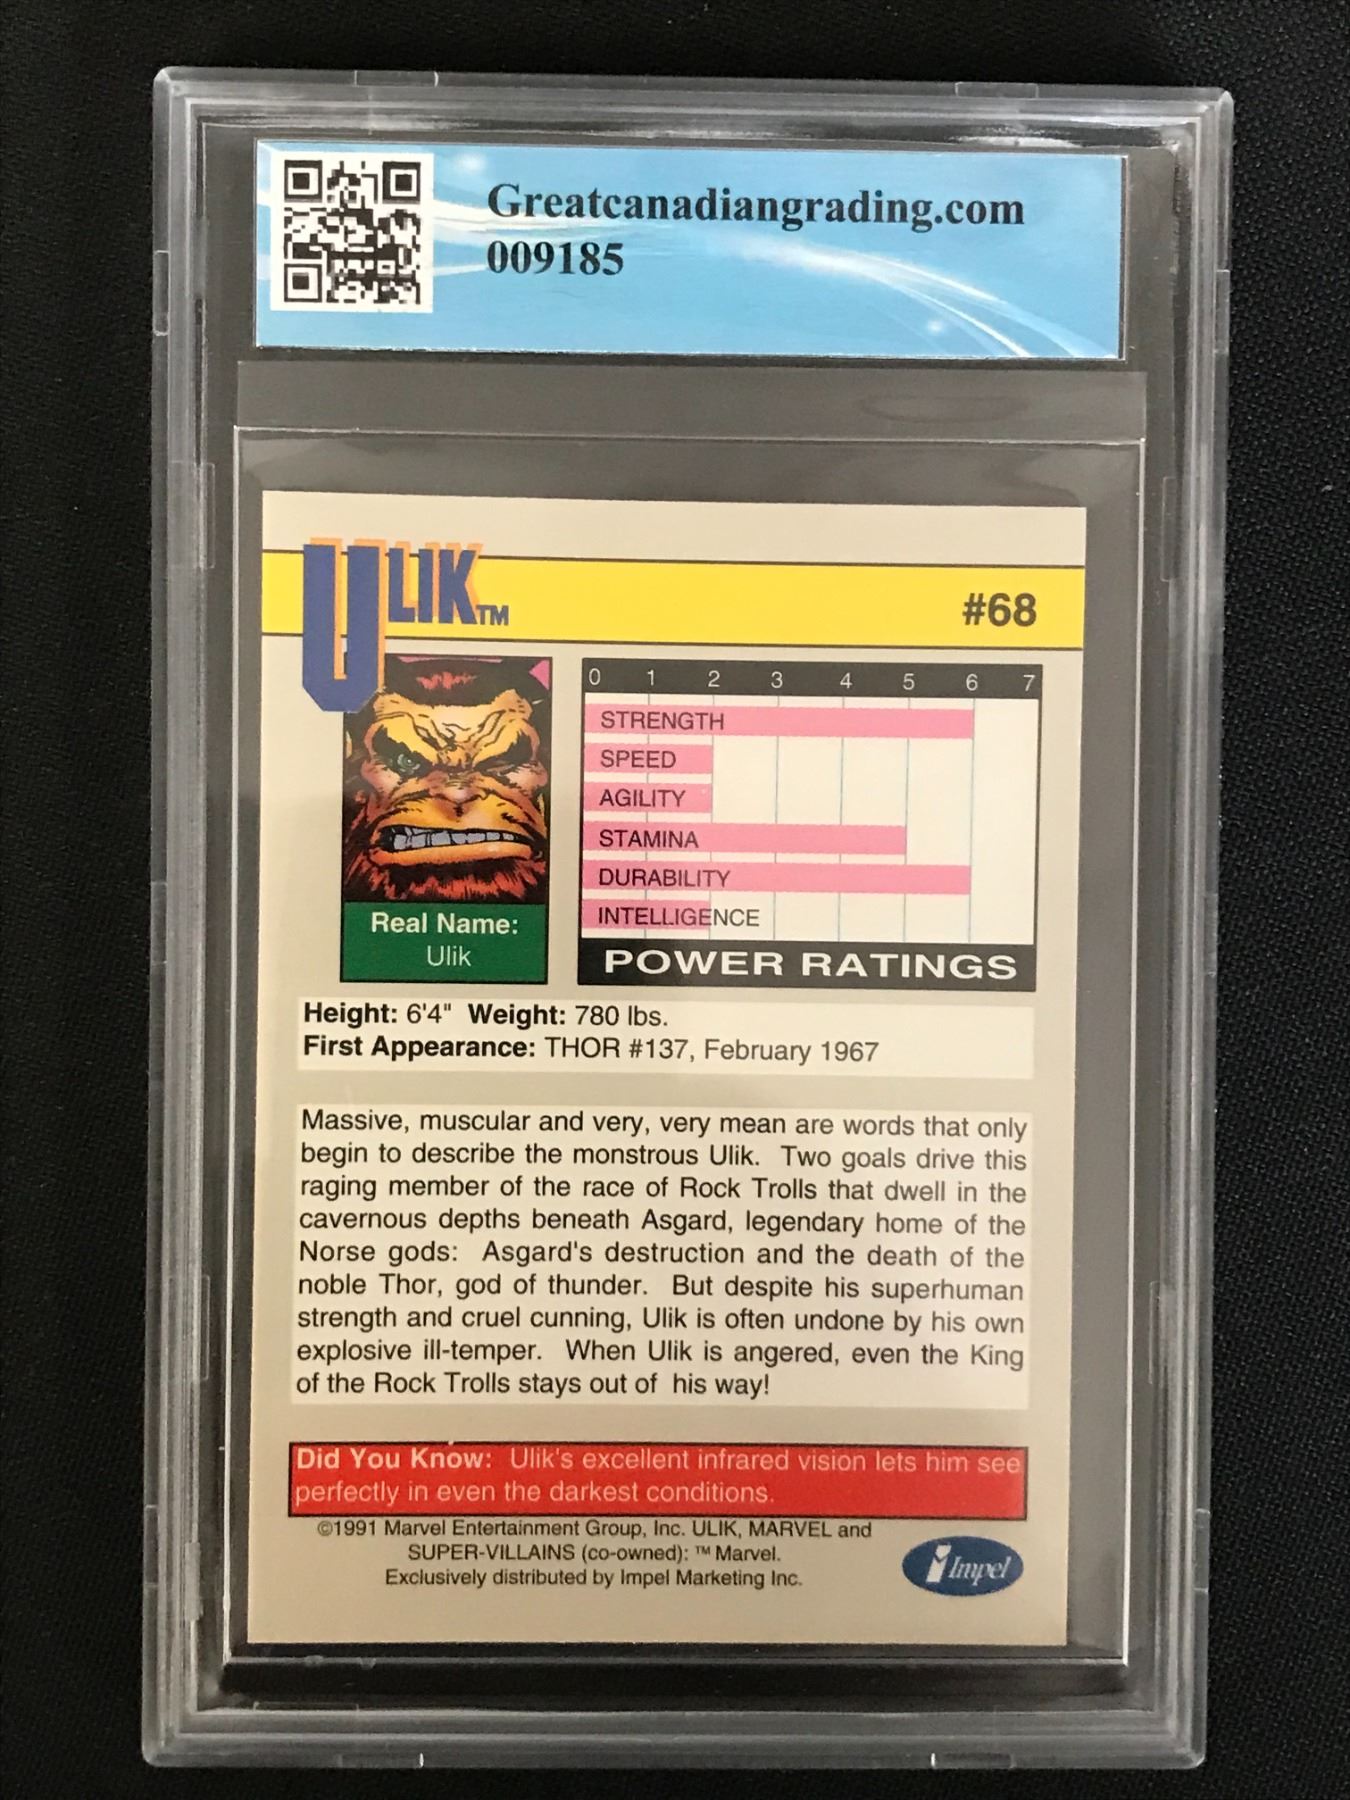 Greatcanadiangrading.com
009185
ULIK™
#68
0 1 2 3 4 5 6 7
STRENGTH
SPEED
AGILITY
STAMINA
DURABILITY
INTELLIGENCE
POWER RATINGS
Real Name:
Ulik
Height: 6'4" Weight: 780 lbs.
First Appearance: THOR #137, February 1967
Massive, muscular and very, very mean are words that only
begin to describe the monstrous Ulik. Two goals drive this
raging member of the race of Rock Trolls that dwell in the
cavernous depths beneath Asgard, legendary home of the
Norse gods: Asgard's destruction and the death of the
noble Thor, god of thunder. But despite his superhuman
strength and cruel cunning, Ulik is often undone by his own
explosive ill-temper. When Ulik is angered, even the King
of the Rock Trolls stays out of his way!
Did You Know: Ulik's excellent infrared vision lets him see
perfectly in even the darkest conditions.
©1991 Marvel Entertainment Group, Inc. ULIK, MARVEL and
SUPER-VILLAINS (co-owned): ™ Marvel.
Exclusively distributed by Impel Marketing Inc.
Impel